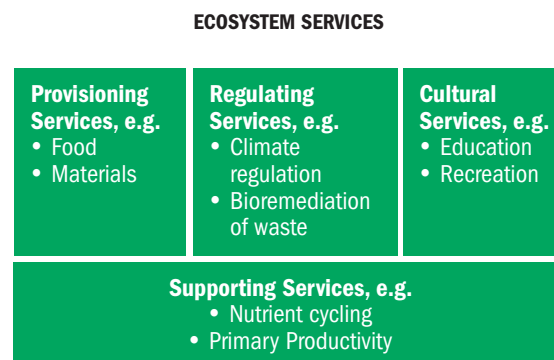 ECOSYSTEM SERVICES
Provisioning
Services, e.g.
• Food
• Materials
Regulating
Services, e.g.
• Climate
regulation
• Bioremediation
of waste
Cultural
Services, e.g.
• Education
• Recreation
Supporting Services, e.g.
• Nutrient cycling
• Primary Productivity